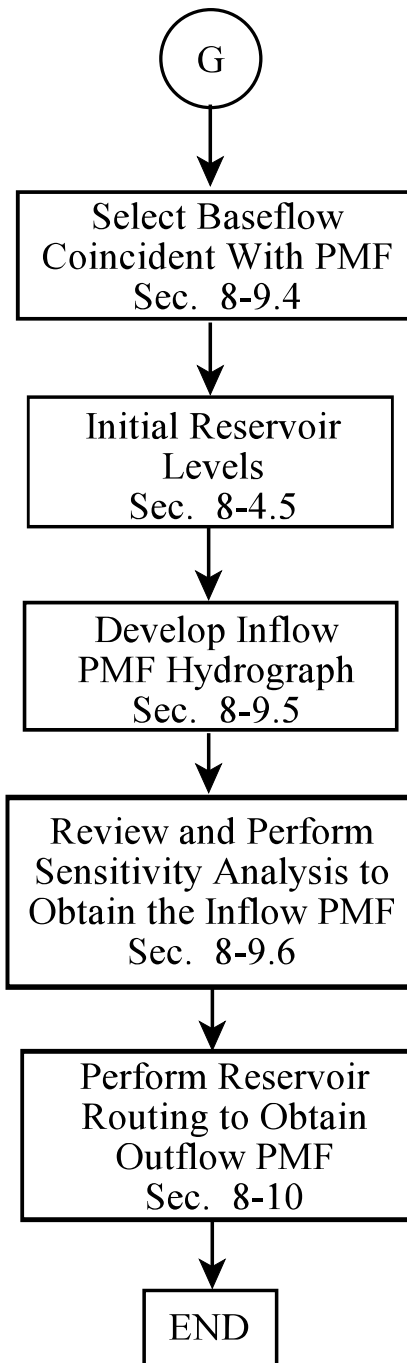 G
Select Baseflow
Coincident With PMF
Sec. 8-9.4
Initial Reservoir
Levels
Sec. 8-4.5
Develop Inflow
PMF Hydrograph
Sec. 8-9.5
Review and Perform
Sensitivity Analysis to
Obtain the Inflow PMF
Sec. 8-9.6
Perform Reservoir
Routing to Obtain
Outflow PMF
Sec. 8-10
END